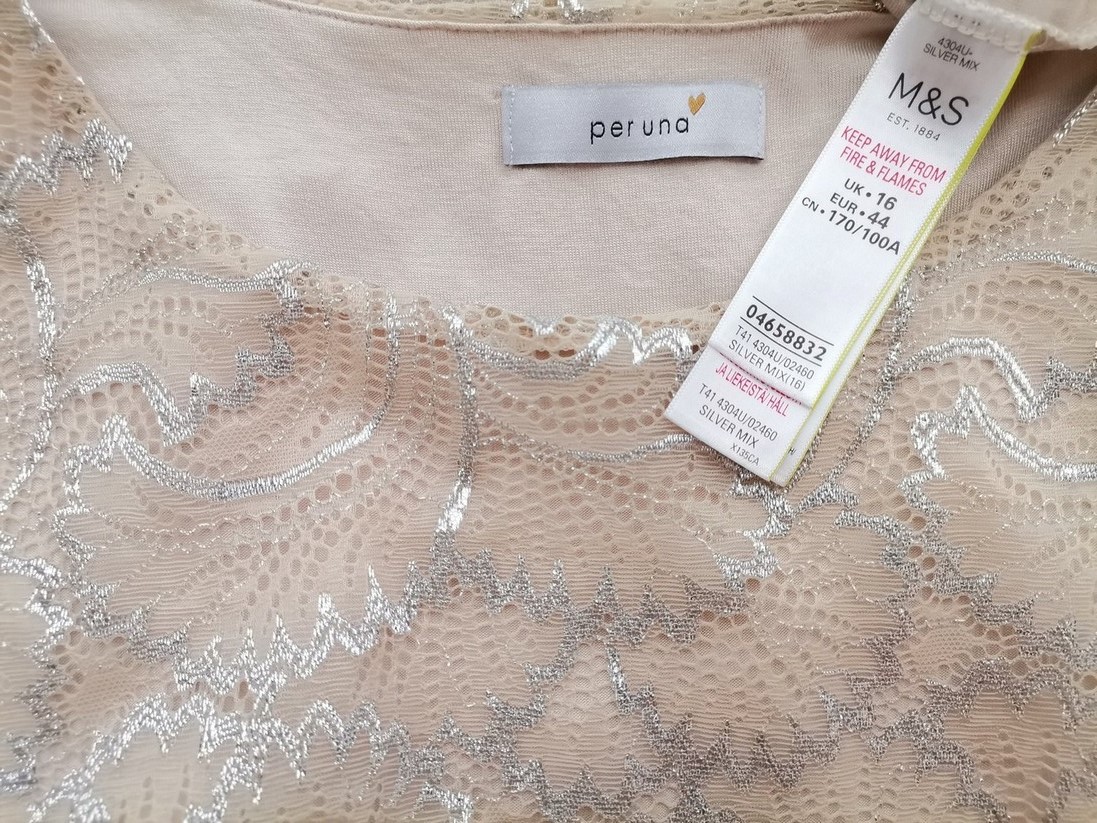 per una
4304U-
SILVER MIX
M&S
EST. 1884
KEEP AWAY FROM
FIRE & FLAMES
UK • 16
EUR • 44
CN • 170/100A
04658832
T41 4304U/02460
SILVER MIX(16)
JA LIEKEISTÄ/HÅLL
T41 4304U/02460
SILVER MIX
X135CA